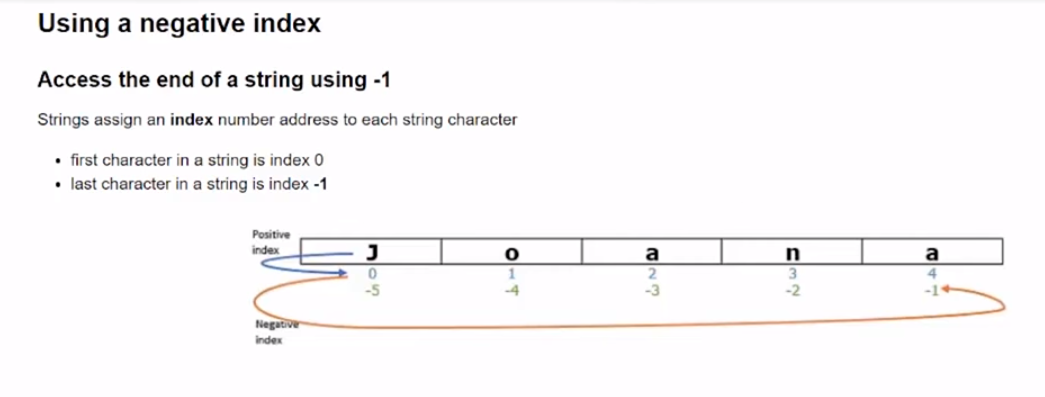 Using a negative index
Access the end of a string using -1
Strings assign an index number address to each string character
• first character in a string is index 0
• last character in a string is index -1
Positive
index
J o a n a
0 1 2 3 4
-5 -4 -3 -2 -1
Negative
index